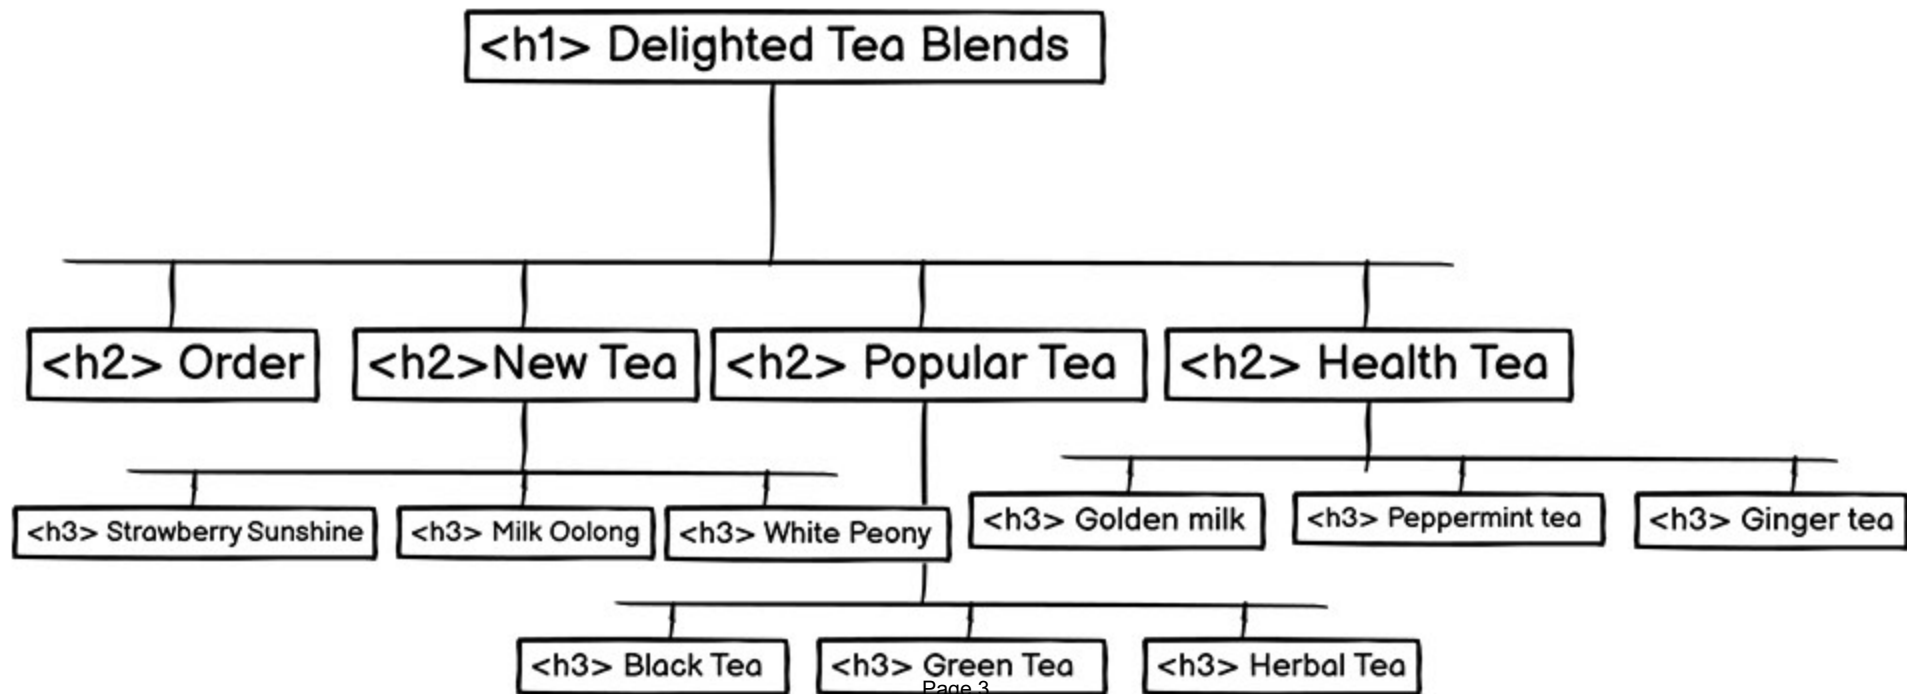 <h1> Delighted Tea Blends
<h2> Order
<h2>New Tea
<h2> Popular Tea
<h2> Health Tea
<h3> Strawberry Sunshine
<h3> Milk Oolong
<h3> White Peony
<h3> Golden milk
<h3> Peppermint tea
<h3> Ginger tea
<h3> Black Tea
<h3> Green Tea
<h3> Herbal Tea
Page 3